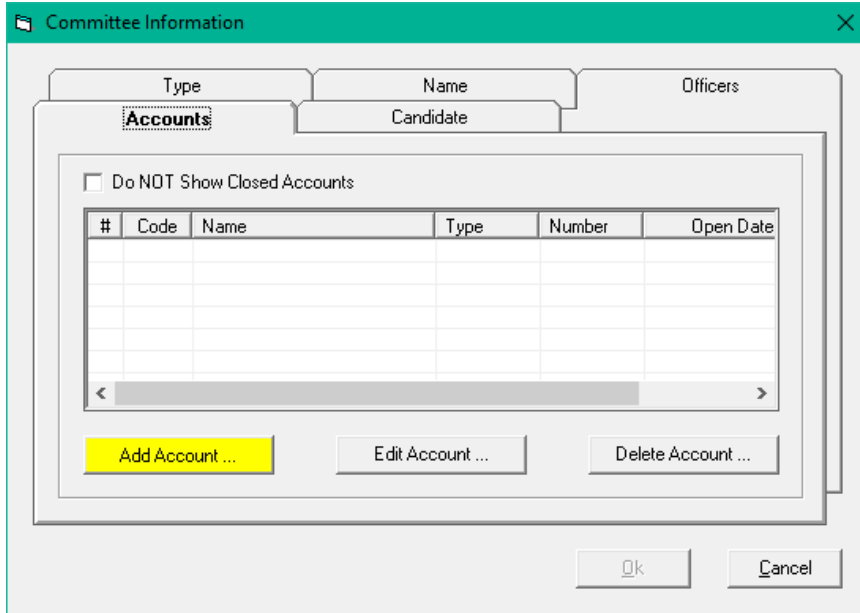 Committee Information
Type Name Officers
Accounts Candidate
Do NOT Show Closed Accounts
# Code Name Type Number Open Date
Add Account ... Edit Account ... Delete Account ...
Ok Cancel